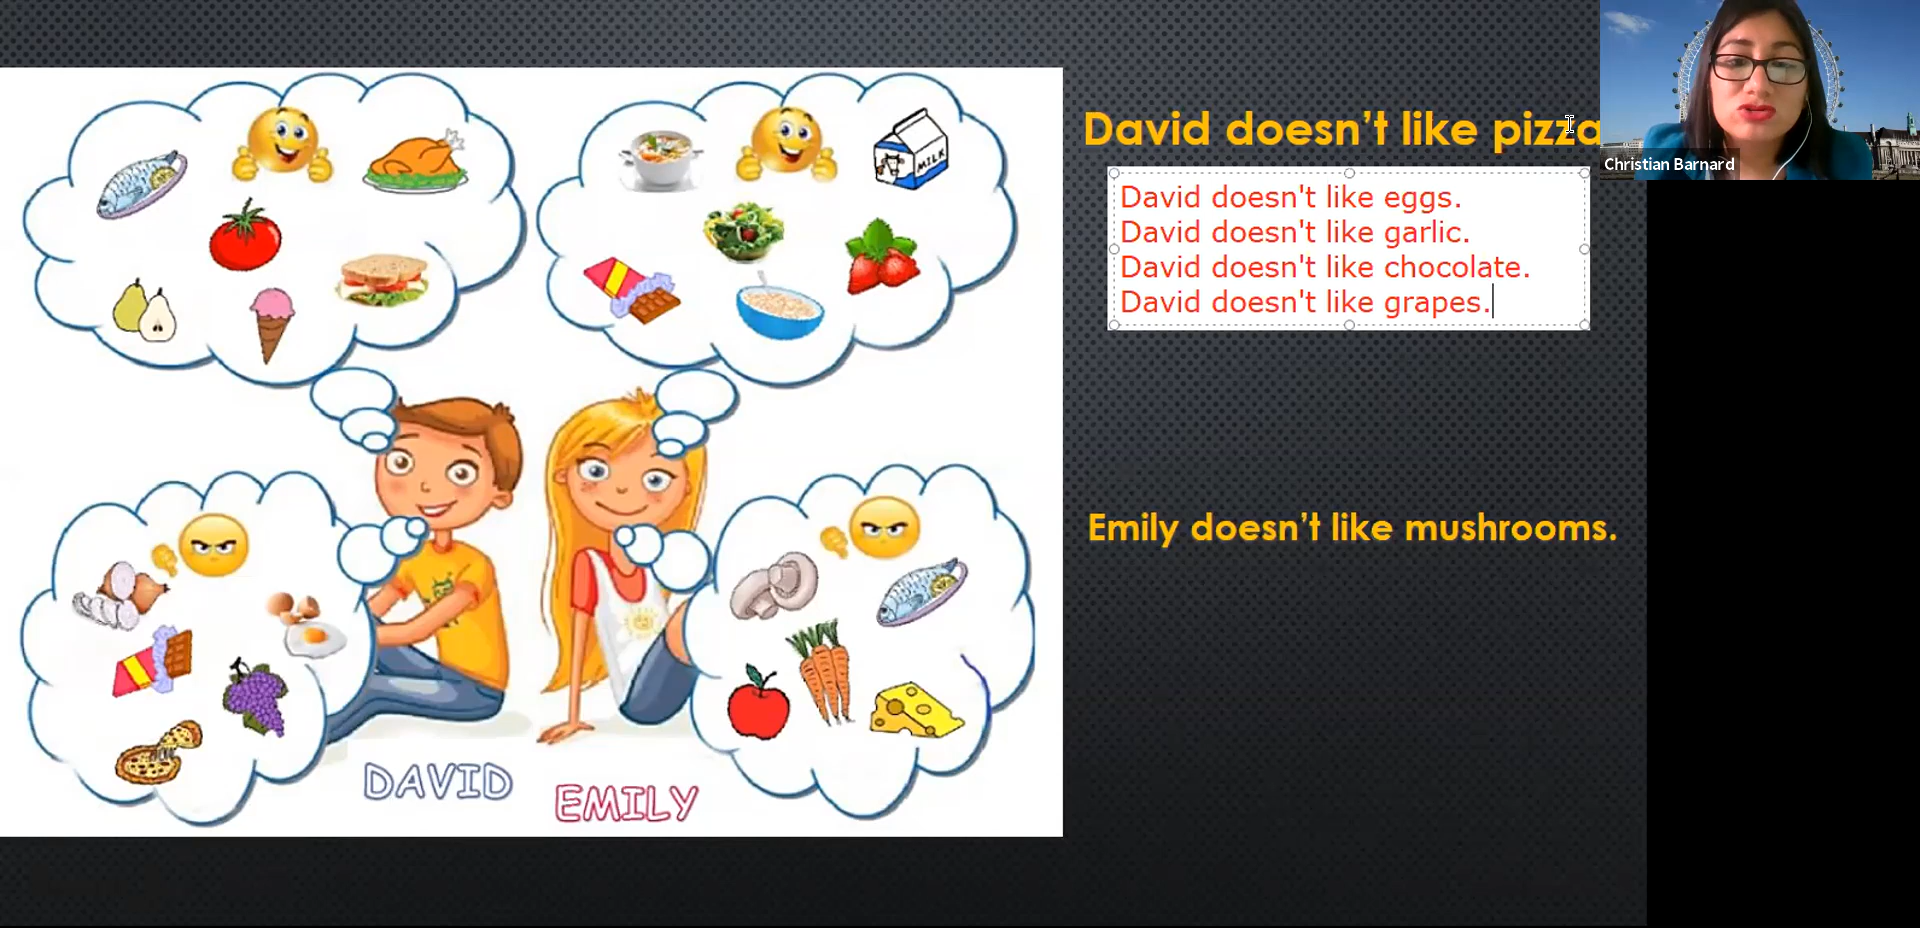 David doesn’t like pizza
Christian Barnard
David doesn't like eggs.
David doesn't like garlic.
David doesn't like chocolate.
David doesn't like grapes.
Emily doesn’t like mushrooms.
MILK
DAVID
EMILY